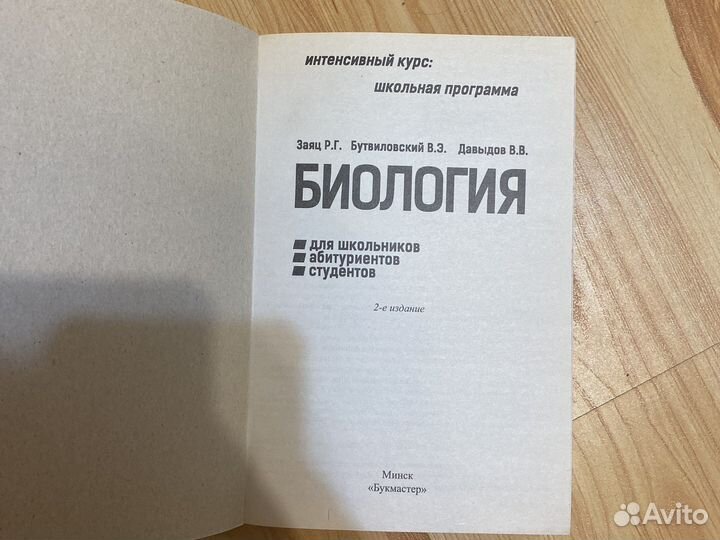 интенсивный курс:
школьная программа
Заяц Р.Г. Бутвиловский В.Э. Давыдов В.В.
БИОЛОГИЯ
для школьников
абитуриентов
студентов
2-е издание
Минск
«Букмастер»
Avito